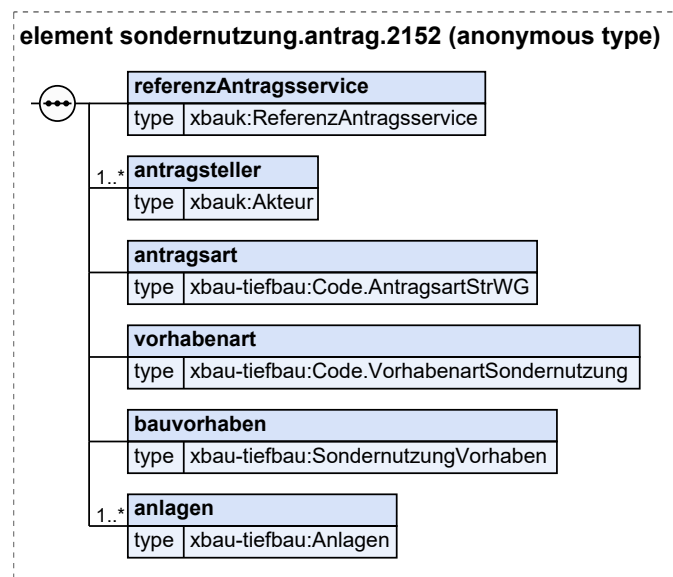 element sondernutzung.antrag.2152 (anonymous type)
referenzAntragsservice
type xbauk:ReferenzAntragsservice
1..* antragsteller
type xbauk:Akteur
antragsart
type xbau-tiefbau:Code.AntragsartStrWG
vorhabenart
type xbau-tiefbau:Code.VorhabenartSondernutzung
bauvorhaben
type xbau-tiefbau:SondernutzungVorhaben
1..* anlagen
type xbau-tiefbau:Anlagen